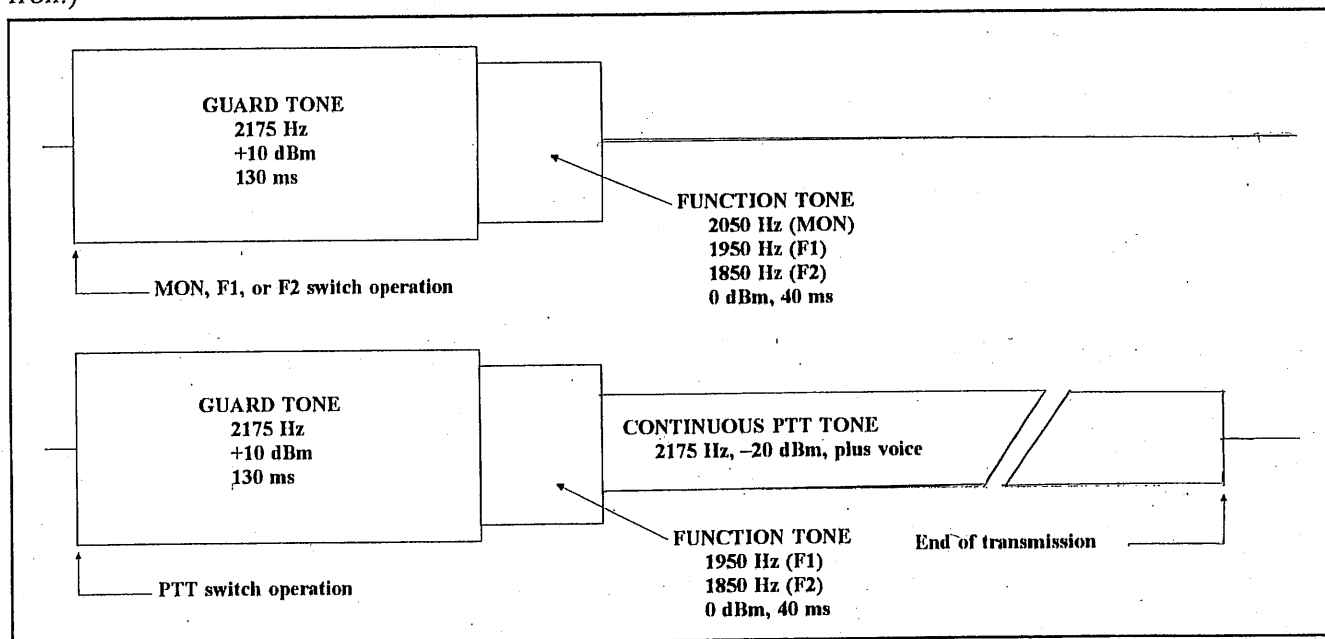 GUARD TONE
2175 Hz
+10 dBm
130 ms
FUNCTION TONE
2050 Hz (MON)
1950 Hz (F1)
1850 Hz (F2)
0 dBm, 40 ms
MON, F1, or F2 switch operation
GUARD TONE
2175 Hz
+10 dBm
130 ms
CONTINUOUS PTT TONE
2175 Hz, –20 dBm, plus voice
FUNCTION TONE
1950 Hz (F1)
1850 Hz (F2)
0 dBm, 40 ms
End of transmission
PTT switch operation